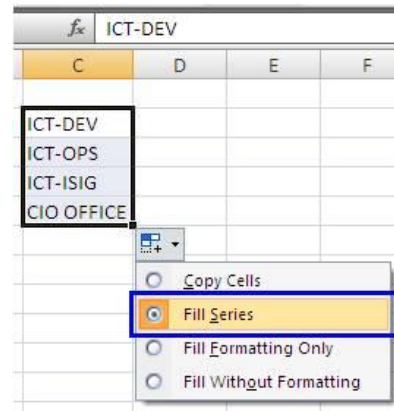 fx ICT-DEV
C D E F
ICT-DEV
ICT-OPS
ICT-ISIG
CIO OFFICE
Copy Cells
Fill Series
Fill Formatting Only
Fill Without Formatting